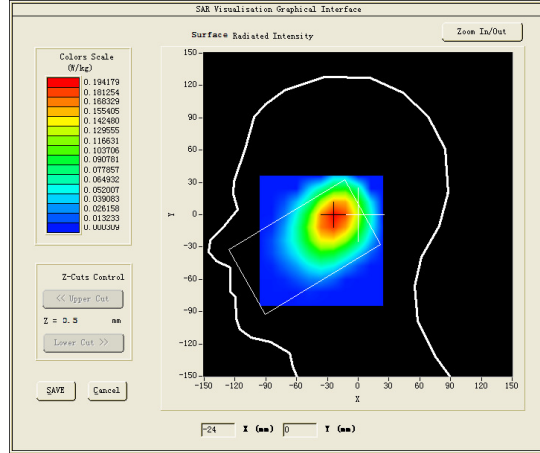 SAR Visualisation Graphical Interface
Surface Radiated Intensity
Zoom In/Out
Colors Scale
(W/kg)
0.194179
0.181254
0.168329
0.155405
0.142480
0.129555
0.116631
0.103706
0.090781
0.077857
0.064932
0.052007
0.039083
0.026158
0.013233
0.000309
Z-Cuts Control
<< Upper Cut
Z = 0.5 mm
Lower Cut >>
SAVE
Cancel
150
120
90
60
30
0
-30
-60
-90
-120
-150
Y
-150 -120 -90 -60 -30 0 30 60 90 120 150
X
-24 X (mm) 0 Y (mm)